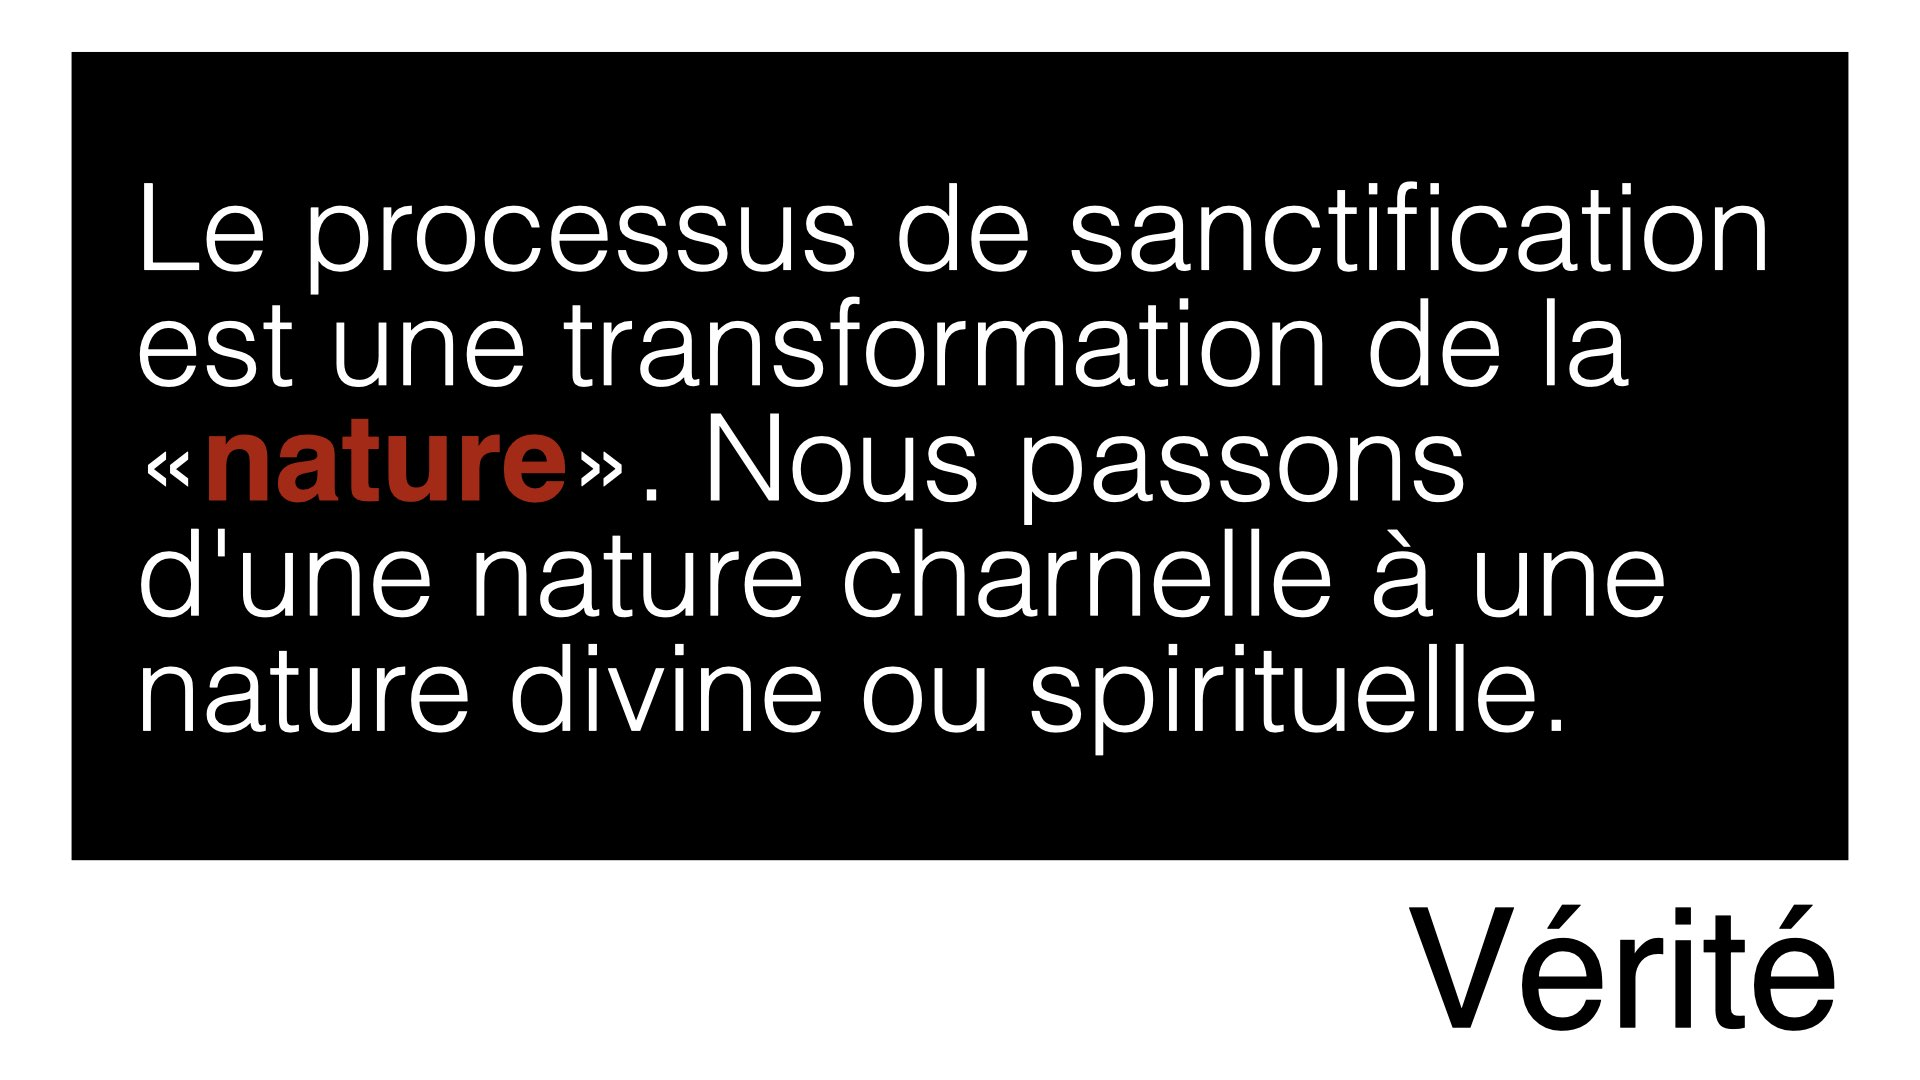 Le processus de sanctification
est une transformation de la
«nature». Nous passons
d'une nature charnelle à une
nature divine ou spirituelle.
Vérité